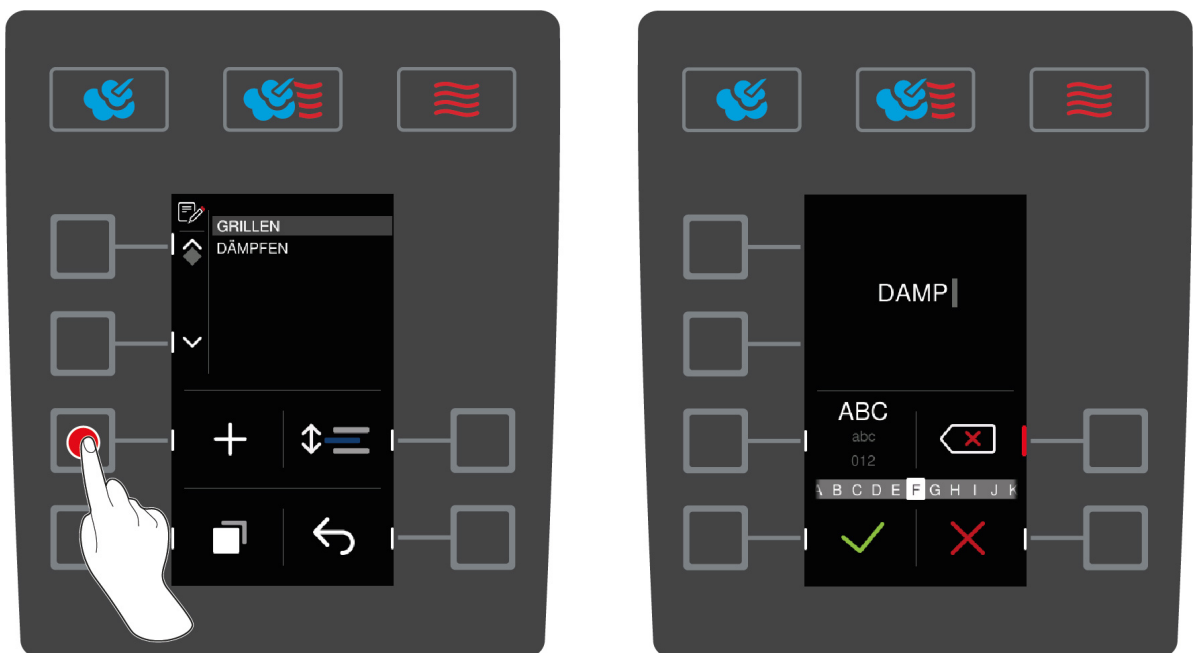 GRILLEN
DÄMPFEN
DAMP
ABC
abc
012
A B C D E F G H I J K